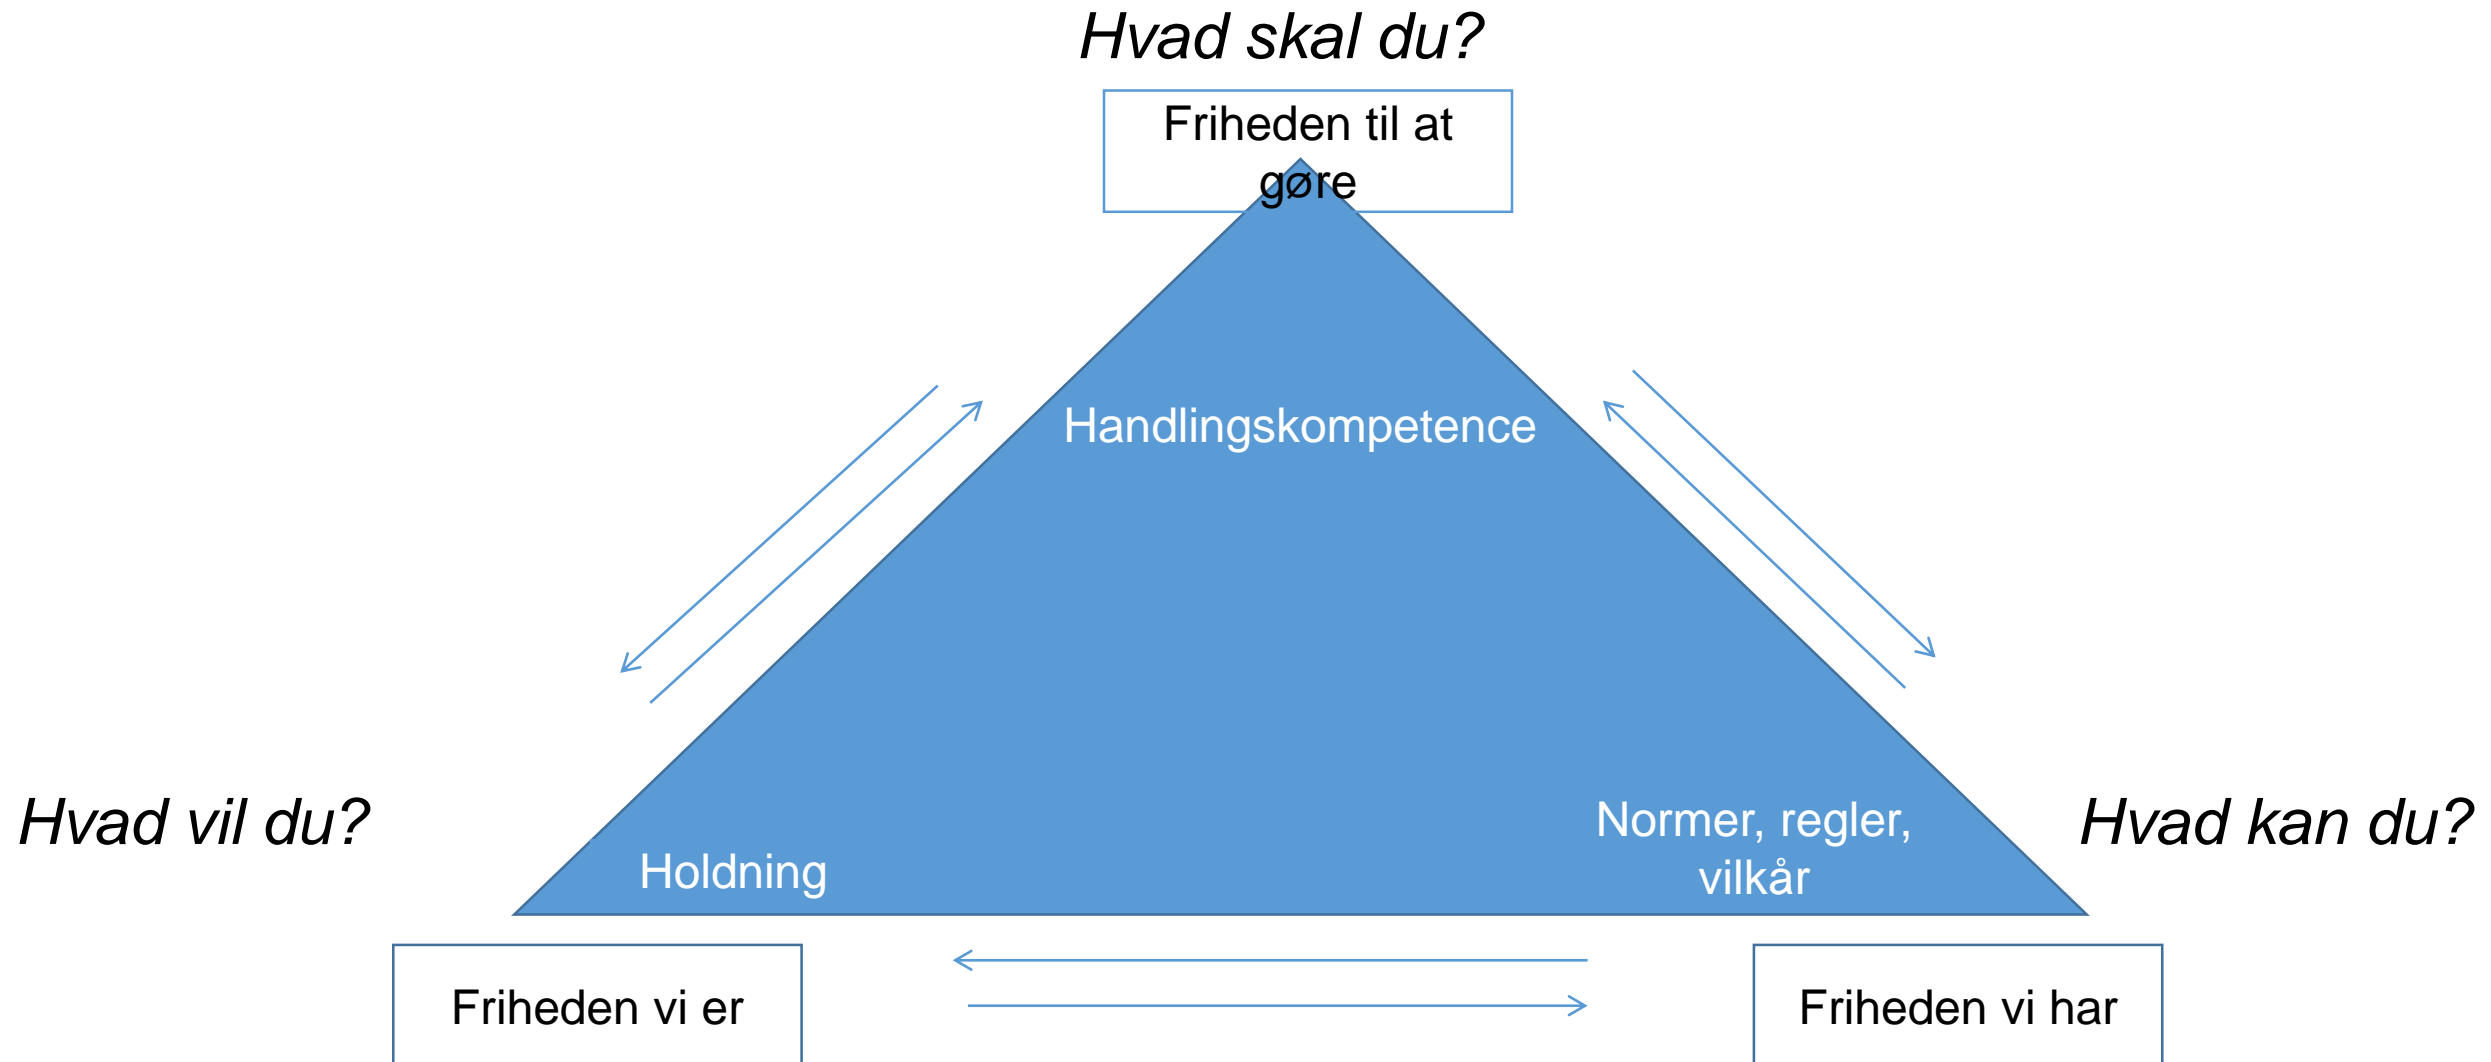 Hvad skal du?
Friheden til at
gøre
Handlingskompetence
Hvad vil du?
Holdning
Normer, regler,
vilkår
Hvad kan du?
Friheden vi er
Friheden vi har